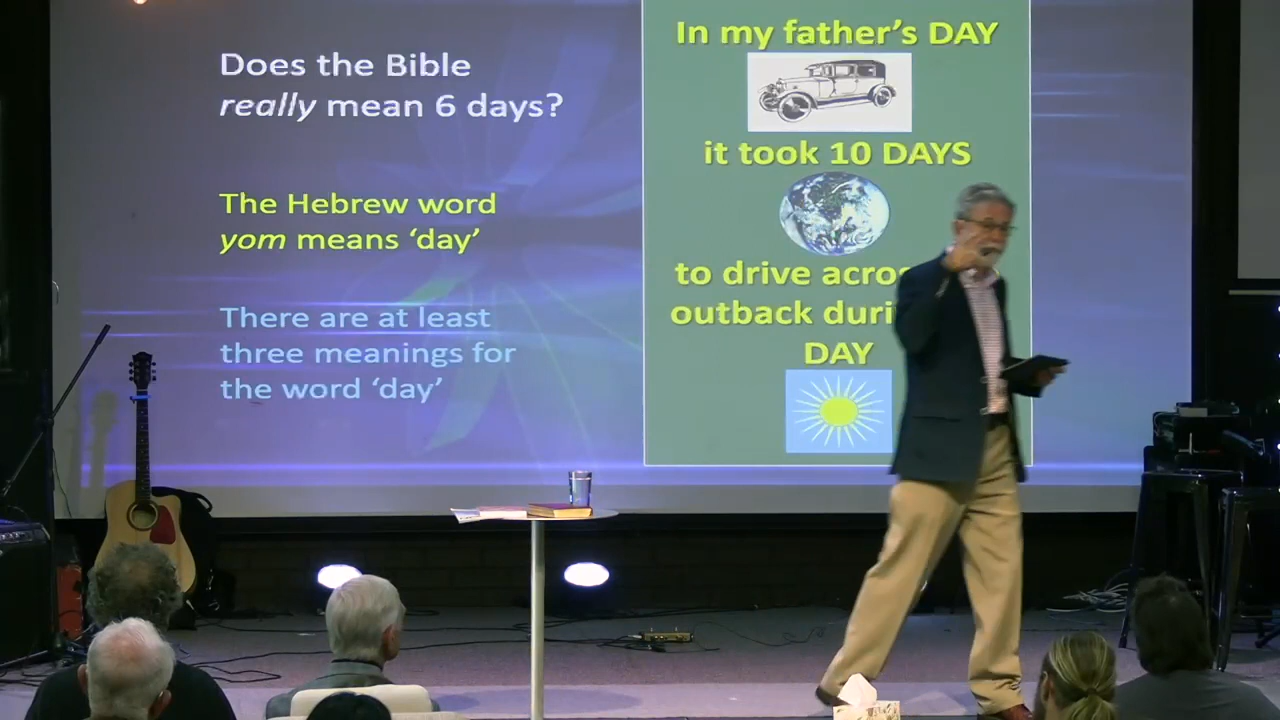 Does the Bible
really mean 6 days?
The Hebrew word
yom means ‘day’
There are at least
three meanings for
the word ‘day’
In my father’s DAY
it took 10 DAYS
to drive
outback
DAY